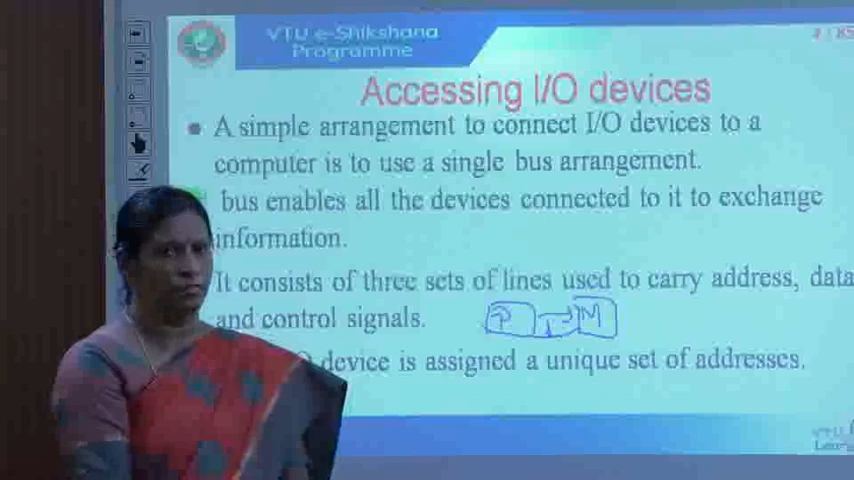 VTU e-Shikshana
Programme
Accessing I/O devices
A simple arrangement to connect I/O devices to a
computer is to use a single bus arrangement.
bus enables all the devices connected to it to exchange
information.
It consists of three sets of lines used to carry address, data
and control signals.
P M
device is assigned a unique set of addresses.
VTU